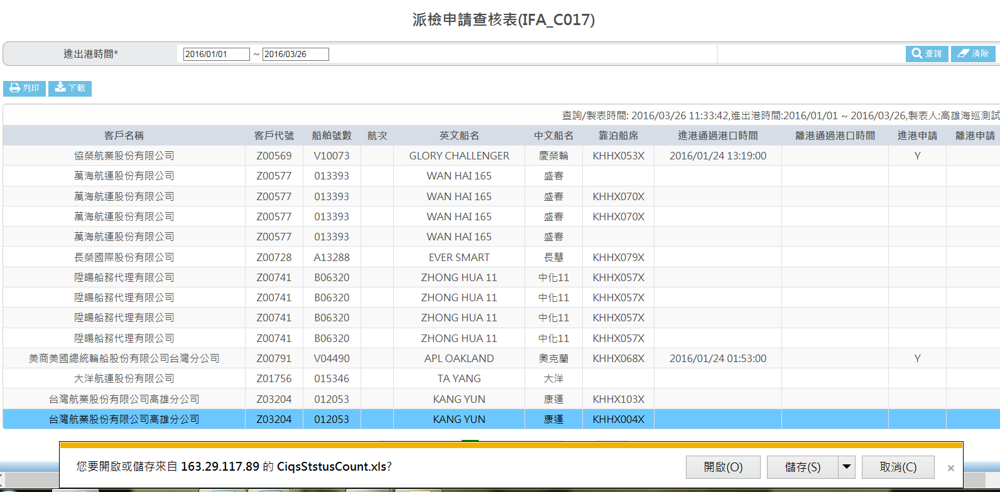 派檢申請查核表(IFA_C017)
進出港時間* 2016/01/01 ~ 2016/03/26 查詢 清除
列印 下載
查詢/製表時間: 2016/03/26 11:33:42,進出港時間:2016/01/01 ~ 2016/03/26,製表人:高雄海巡測試
客戶名稱 客戶代號 船舶號數 航次 英文船名 中文船名 靠泊船席 進港通過港口時間 離港通過港口時間 進港申請 離港申請
協榮航業股份有限公司 Z00569 V10073 GLORY CHALLENGER 慶榮輪 KHHX053X 2016/01/24 13:19:00 Y
萬海航運股份有限公司 Z00577 013393 WAN HAI 165 盛春
萬海航運股份有限公司 Z00577 013393 WAN HAI 165 盛春 KHHX070X
萬海航運股份有限公司 Z00577 013393 WAN HAI 165 盛春 KHHX070X
萬海航運股份有限公司 Z00577 013393 WAN HAI 165 盛春
長榮國際股份有限公司 Z00728 A13288 EVER SMART 長慧 KHHX079X
陞暘船務代理有限公司 Z00741 B06320 ZHONG HUA 11 中化11 KHHX057X
陞暘船務代理有限公司 Z00741 B06320 ZHONG HUA 11 中化11 KHHX057X
陞暘船務代理有限公司 Z00741 B06320 ZHONG HUA 11 中化11 KHHX057X
陞暘船務代理有限公司 Z00741 B06320 ZHONG HUA 11 中化11 KHHX057X
美商美國總統輪船股份有限公司台灣分公司 Z00791 V04490 APL OAKLAND 奧克蘭 KHHX068X 2016/01/24 01:53:00 Y
大洋航運股份有限公司 Z01756 015346 TA YANG 大洋
台灣航業股份有限公司高雄分公司 Z03204 012053 KANG YUN 康運 KHHX103X
台灣航業股份有限公司高雄分公司 Z03204 012053 KANG YUN 康運 KHHX004X
您要開啟或儲存來自 163.29.117.89 的 CiqsStstusCount.xls? 開啟(O) 儲存(S) 取消(C)